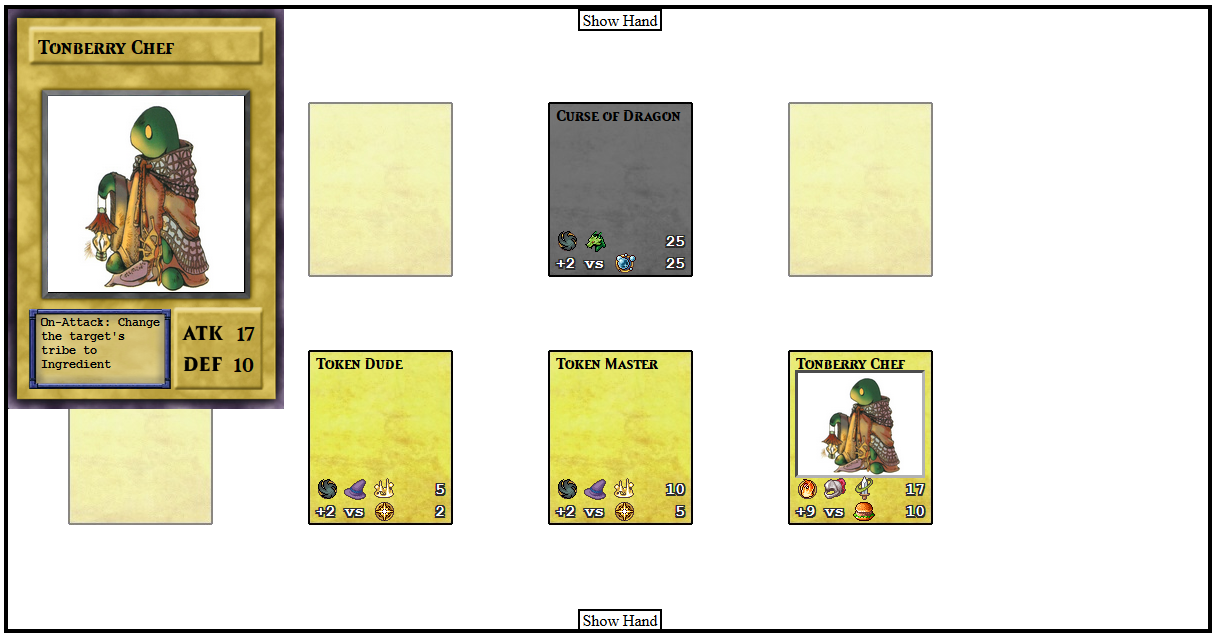 Show Hand
Tonberry Chef
On-Attack: Change
the target's
tribe to
Ingredient
ATK 17
DEF 10
Curse of Dragon
25
+2 vs 25
Token Dude
5
+2 vs 2
Token Master
10
+2 vs 5
Tonberry Chef
17
+9 vs 10
Show Hand